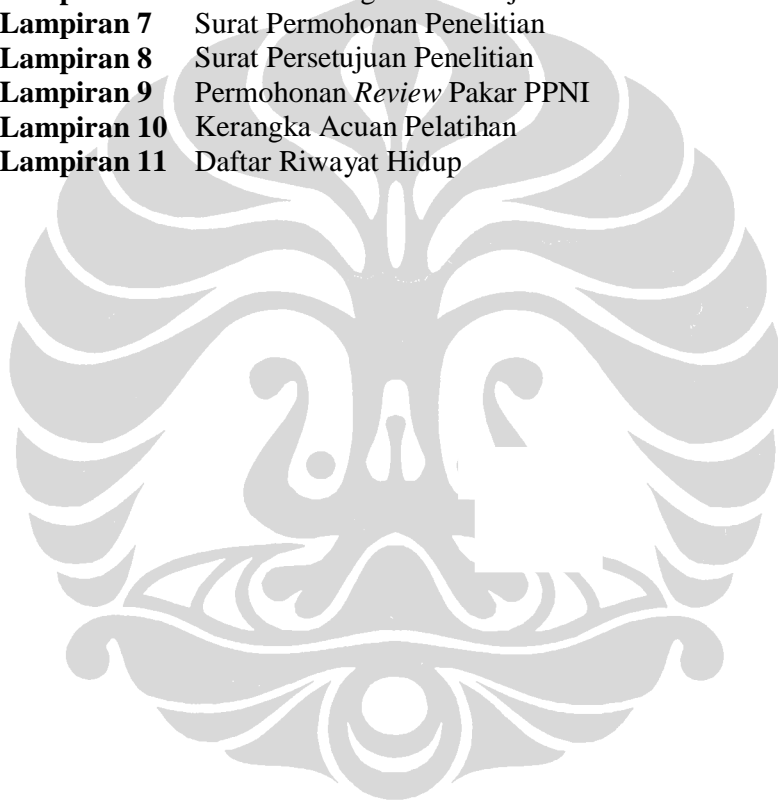 Lampiran 7 Surat Permohonan Penelitian
Lampiran 8 Surat Persetujuan Penelitian
Lampiran 9 Permohonan Review Pakar PPNI
Lampiran 10 Kerangka Acuan Pelatihan
Lampiran 11 Daftar Riwayat Hidup